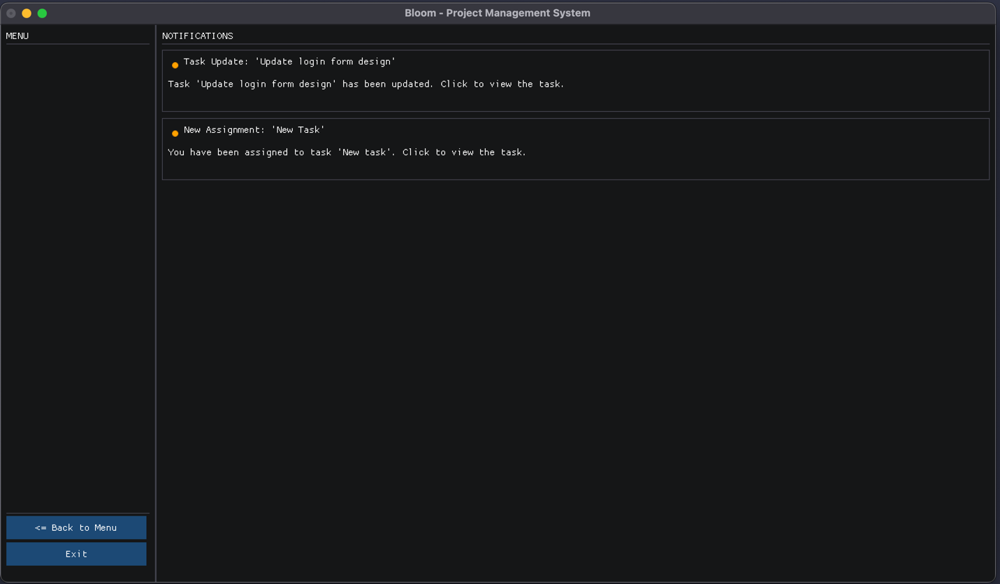 Bloom - Project Management System
MENU
NOTIFICATIONS
Task Update: 'Update login form design'
Task 'Update login form design' has been updated. Click to view the task.
New Assignment: 'New Task'
You have been assigned to task 'New task'. Click to view the task.
<= Back to Menu
Exit